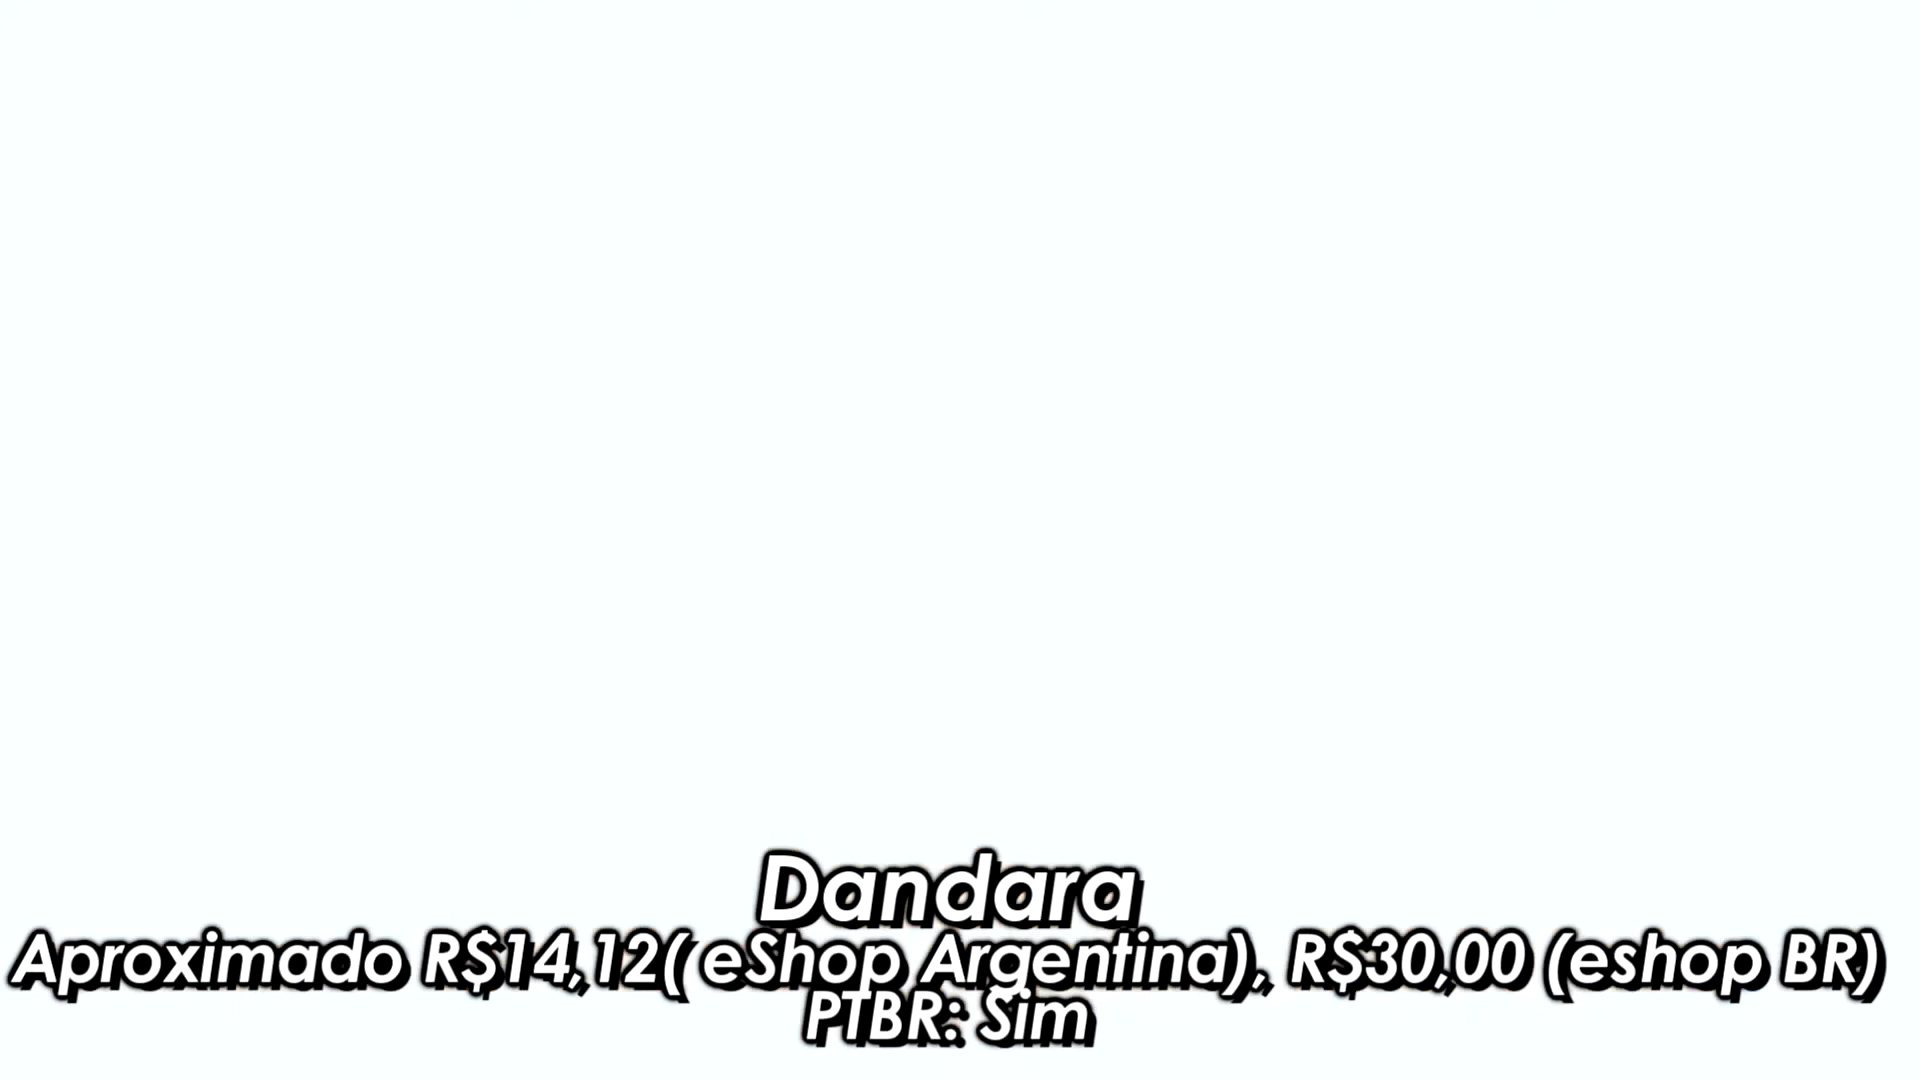 Dandara
Aproximado R$14,12( eShop Argentina), R$30,00 (eshop BR)
PTBR: Sim